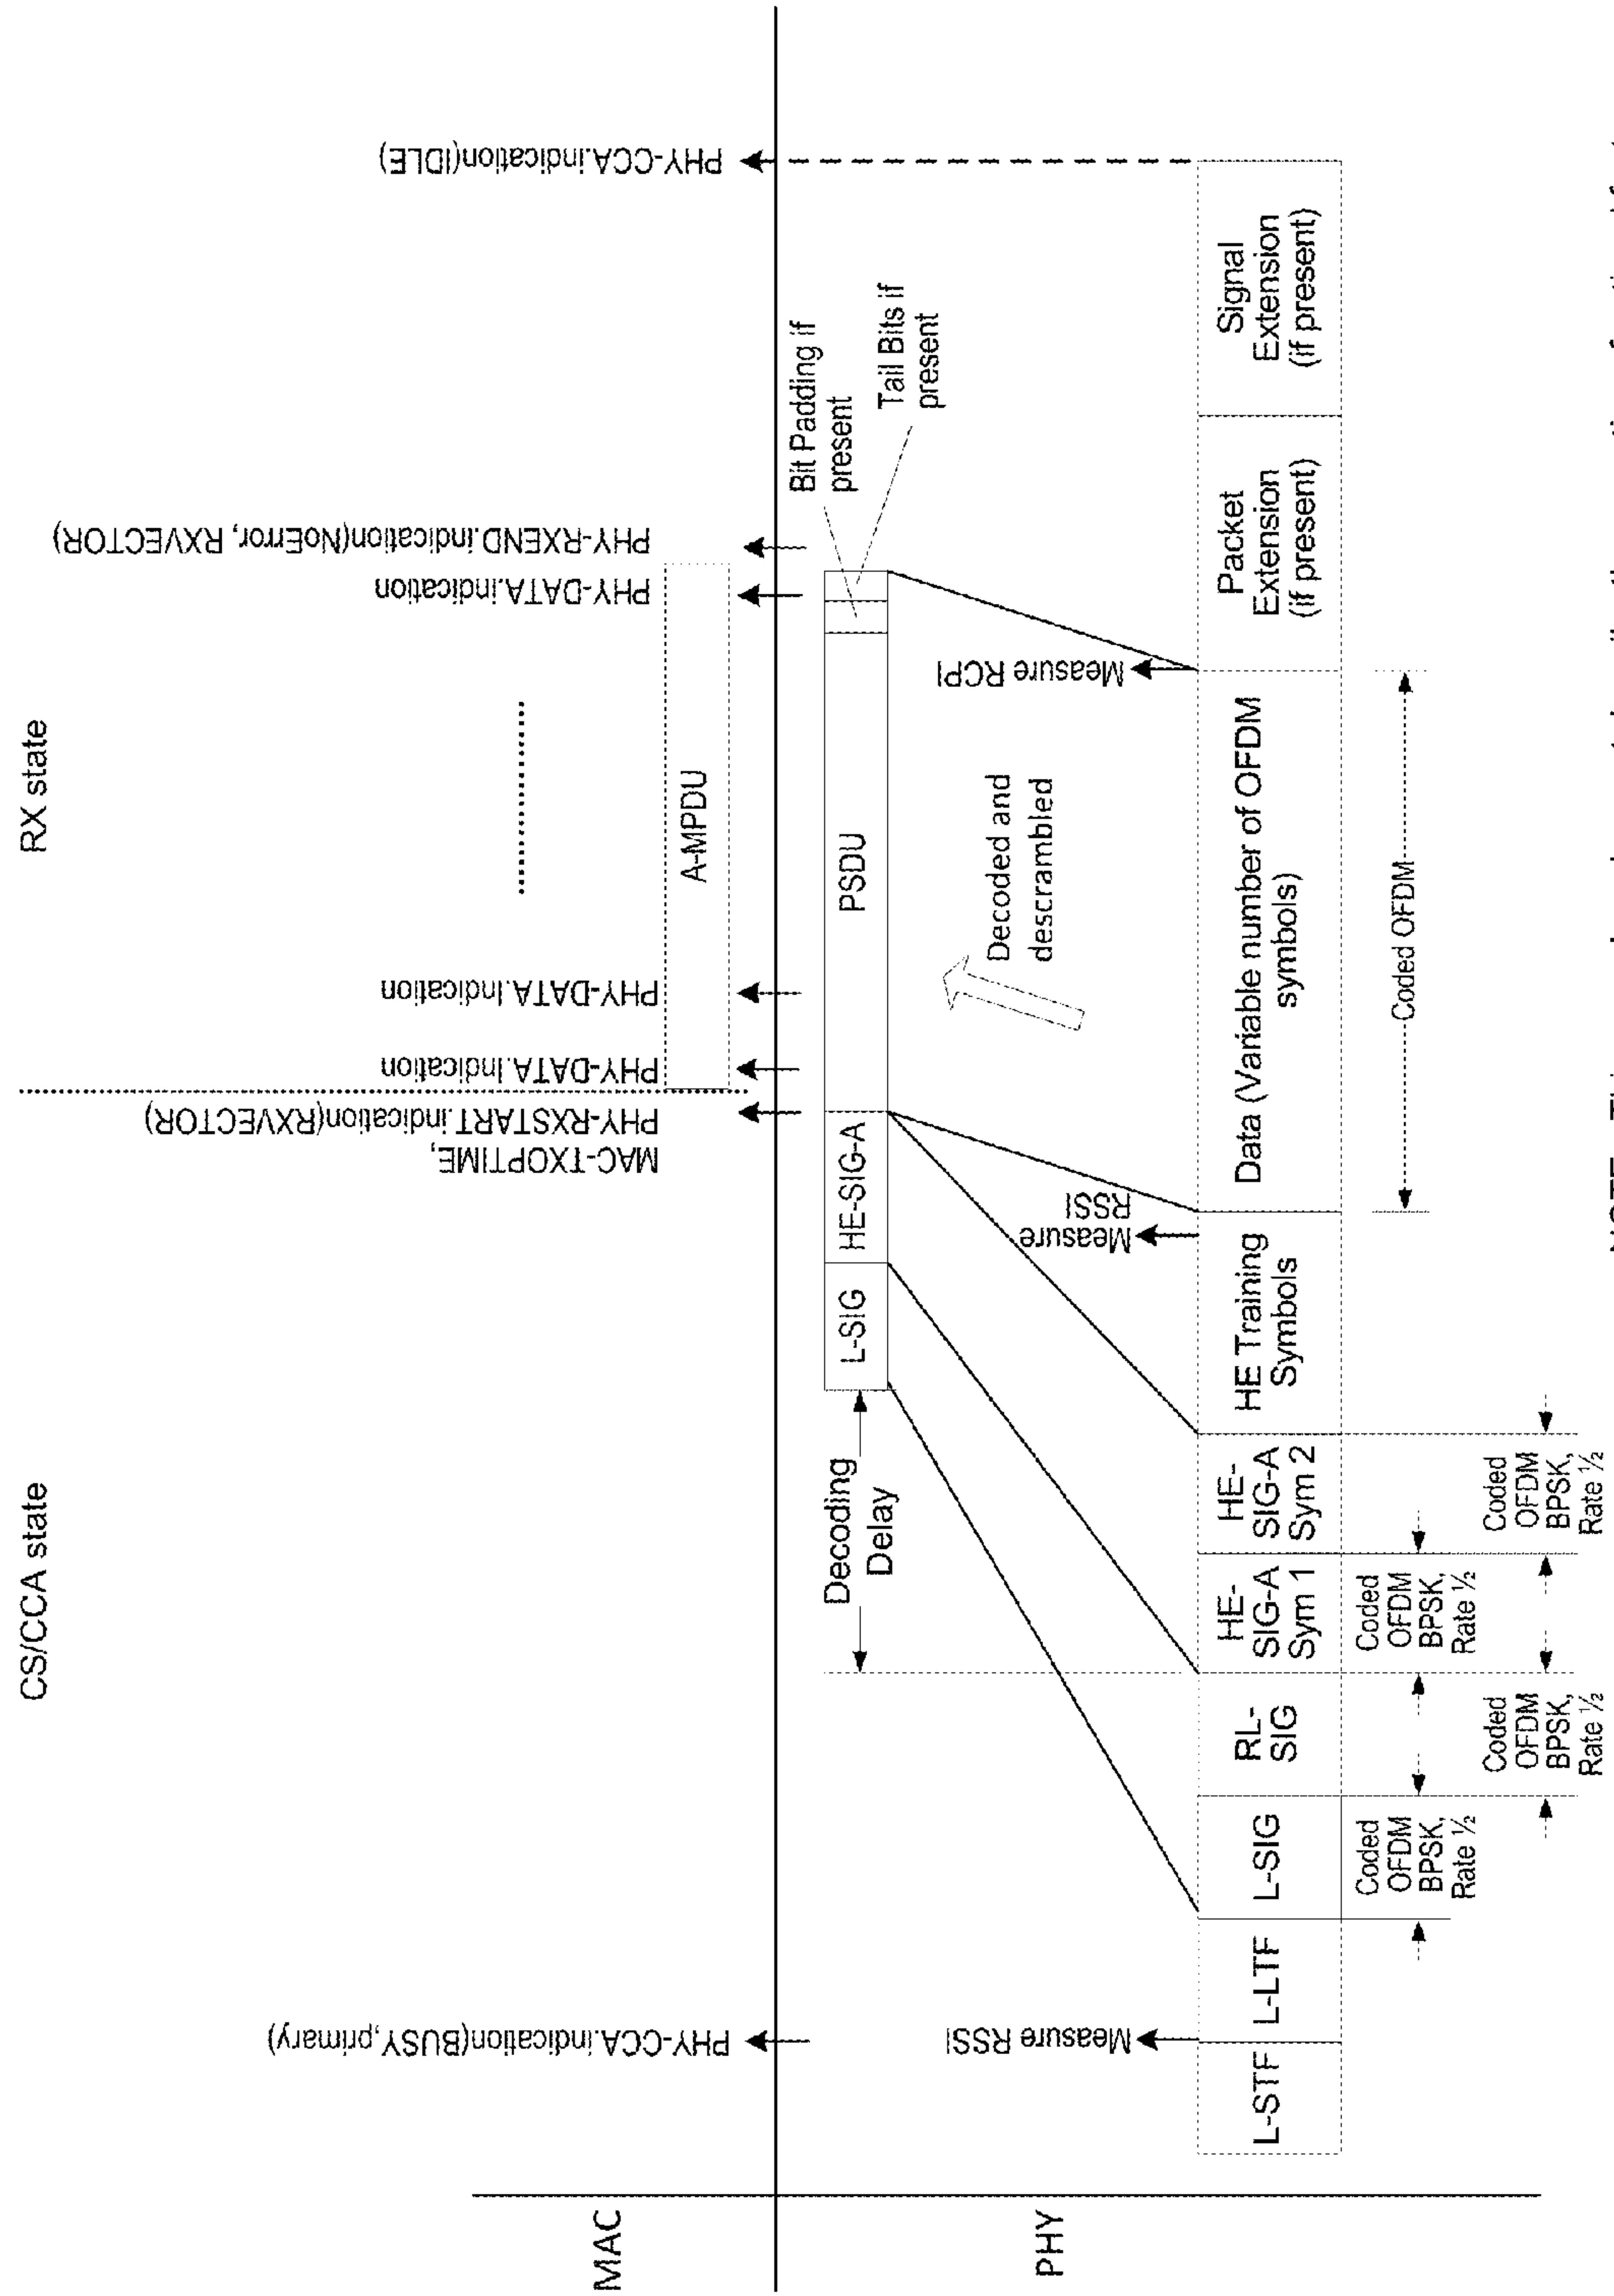 CS/CCA state
RX state
MAC
PHY-CCA.indication(BUSY,primary)
MAC-TXOPTIME,
PHY-RXSTART.indication(RXVECTOR)
PHY-DATA.Indication
PHY-DATA.Indication
PHY-DATA.indication
PHY-RXEND.indication(NoError, RXVECTOR)
PHY-CCA.indication(IDLE)
A-MPDU
PHY
Decoding
Delay
L-SIG
HE-SIG-A
PSDU
Bit Padding if
present
Tail Bits if
present
Measure RSSI
Measure
RSSI
Decoded and
descrambled
Measure RCPI
L-STF
L-LTF
L-SIG
RL-
SIG
HE-
SIG-A
Sym 1
HE-
SIG-A
Sym 2
HE Training
Symbols
Data (Variable number of OFDM
symbols)
Packet
Extension
(if present)
Signal
Extension
(if present)
Coded
OFDM
BPSK,
Rate ½
Coded
OFDM
BPSK,
Rate ½
Coded
OFDM
BPSK,
Rate ½
Coded
OFDM
BPSK,
Rate ½
Coded OFDM